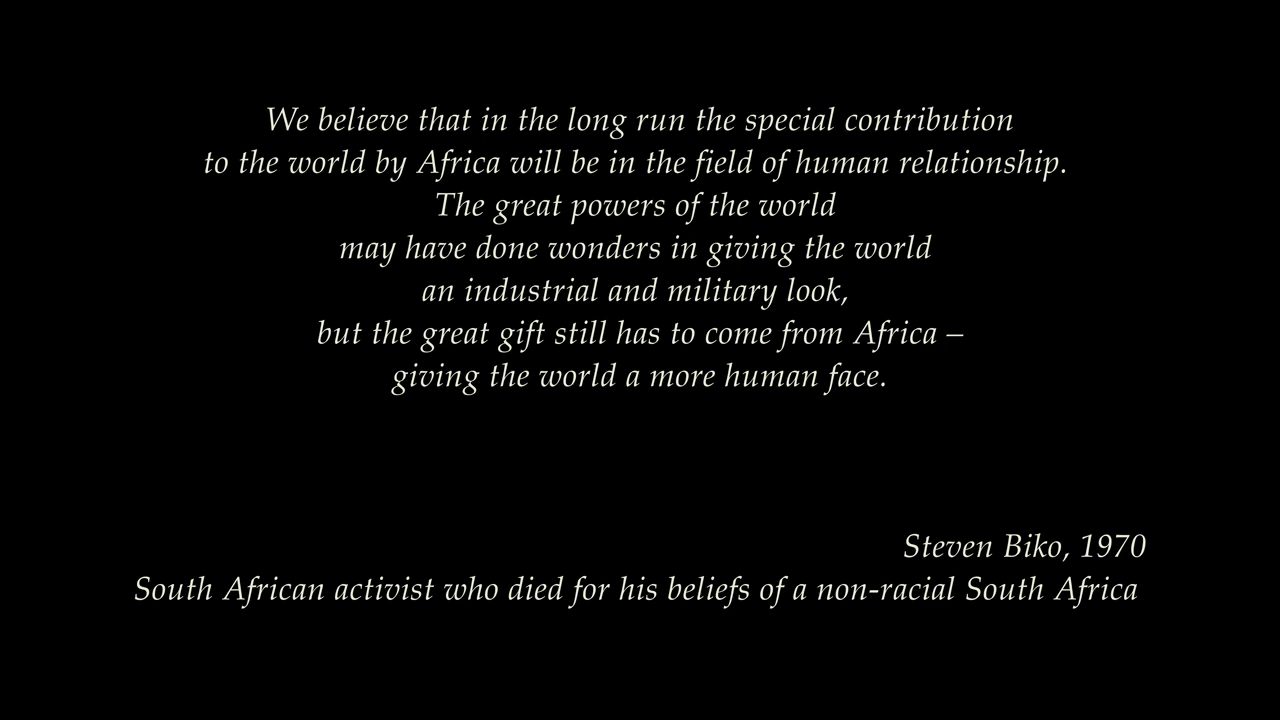 We believe that in the long run the special contribution
to the world by Africa will be in the field of human relationship.
The great powers of the world
may have done wonders in giving the world
an industrial and military look,
but the great gift still has to come from Africa –
giving the world a more human face.
Steven Biko, 1970
South African activist who died for his beliefs of a non-racial South Africa